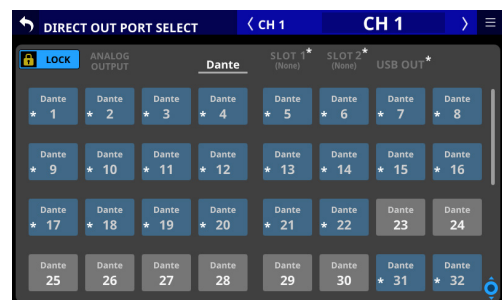 DIRECT OUT PORT SELECT
CH 1
CH 1
LOCK
ANALOG OUTPUT
Dante
SLOT 1*
(None)
SLOT 2*
(None)
USB OUT*
Dante Dante Dante Dante Dante Dante Dante Dante
* 1 * 2 * 3 * 4 * 5 * 6 * 7 * 8
Dante Dante Dante Dante Dante Dante Dante Dante
* 9 * 10 * 11 * 12 * 13 * 14 * 15 * 16
Dante Dante Dante Dante Dante Dante Dante Dante
* 17 * 18 * 19 * 20 * 21 * 22 23 24
Dante Dante Dante Dante Dante Dante Dante Dante
25 26 27 28 29 30 * 31 * 32